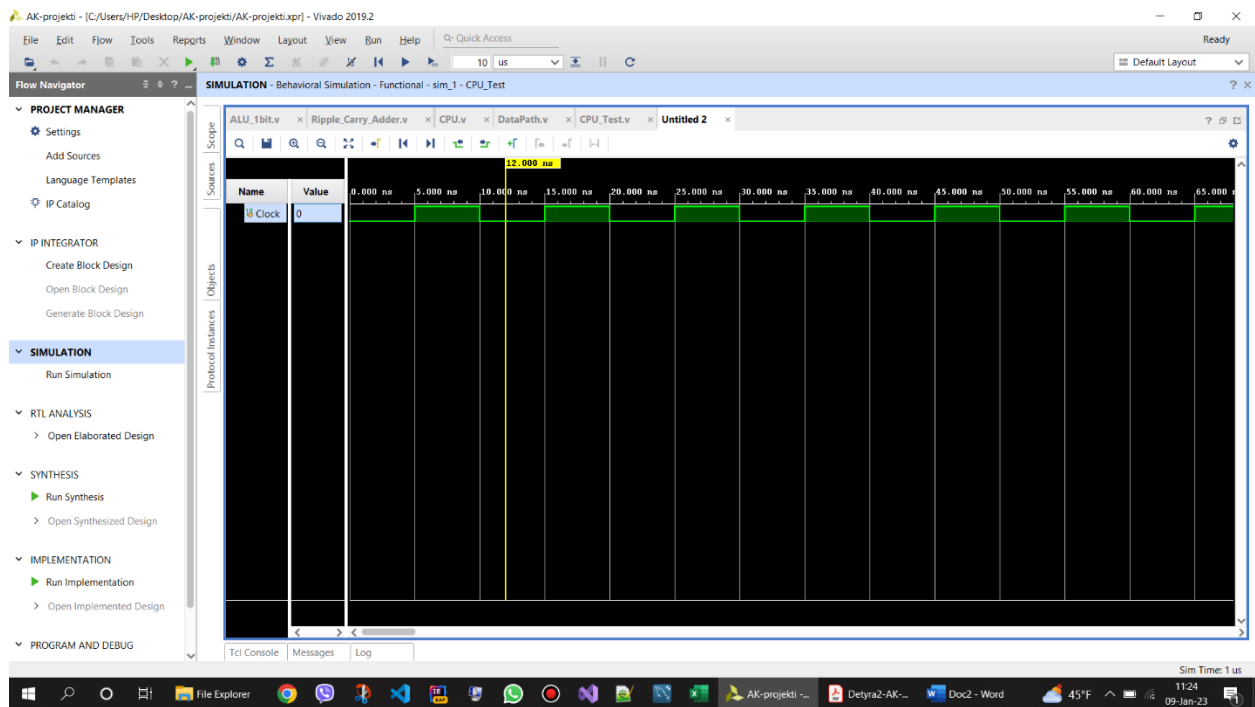 AK-projekti - [C:/Users/HP/Desktop/AK-projekti/AK-projekti.xpr] - Vivado 2019.2
File Edit Flow Tools Reports Window Layout View Run Help Quick Access Ready
10 us Default Layout
Flow Navigator
SIMULATION - Behavioral Simulation - Functional - sim_1 - CPU_Test
PROJECT MANAGER
Settings
Add Sources
Language Templates
IP Catalog
IP INTEGRATOR
Create Block Design
Open Block Design
Generate Block Design
SIMULATION
Run Simulation
RTL ANALYSIS
Open Elaborated Design
SYNTHESIS
Run Synthesis
Open Synthesized Design
IMPLEMENTATION
Run Implementation
Open Implemented Design
PROGRAM AND DEBUG
Scope
Sources
Objects
Protocol Instances
ALU_1bit.v Ripple_Carry_Adder.v CPU.v DataPath.v CPU_Test.v Untitled 2
12.000 ns
Name Value 0.000 ns 5.000 ns 10.000 ns 15.000 ns 20.000 ns 25.000 ns 30.000 ns 35.000 ns 40.000 ns 45.000 ns 50.000 ns 55.000 ns 60.000 ns 65.000
Clock 0
Tcl Console Messages Log
Sim Time: 1 us
File Explorer AK-projekti -... Detyra2-AK-... Doc2 - Word 45°F 11:24
09-Jan-23